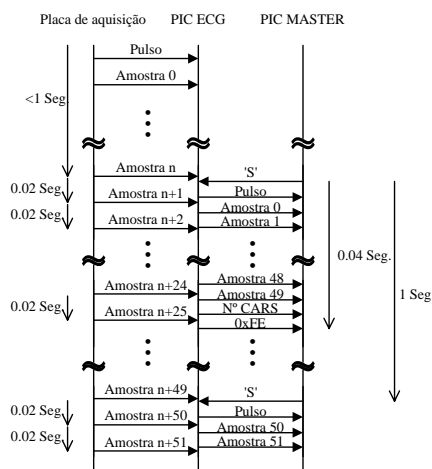 Placa de aquisição PIC ECG PIC MASTER
Pulso
Amostra 0
<1 Seg.
1 Seg.
Amostra n
'S'
0.02 Seg.
Pulso
Amostra n+1
Amostra 0
0.02 Seg.
Amostra n+2
Amostra 1
0.04 Seg.
1 Seg
Amostra n+24
Amostra 48
Amostra 49
0.02 Seg.
Amostra n+25
Nº CARS
0xFE
Amostra n+49
'S'
0.02 Seg.
Amostra n+50
Pulso
Amostra 50
0.02 Seg.
Amostra n+51
Amostra 51